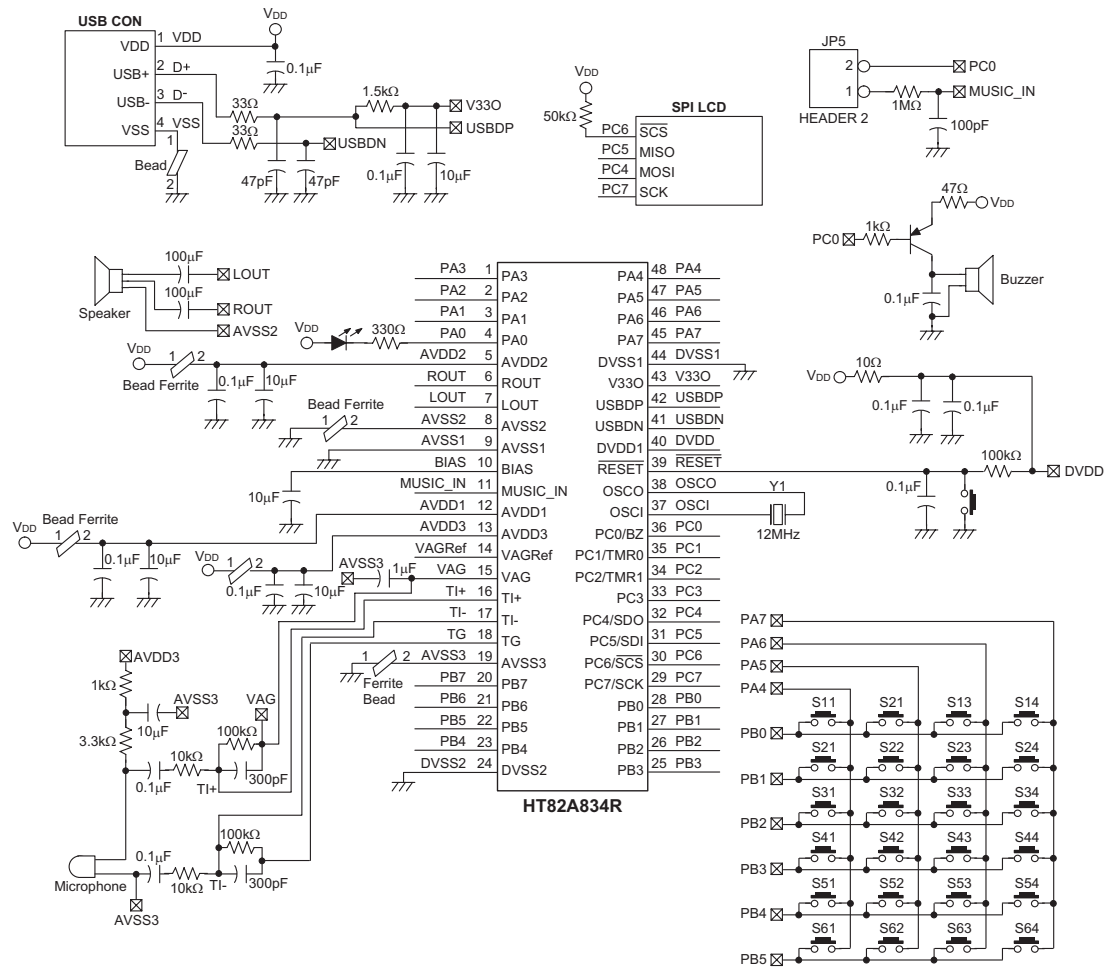 USB CON
VDD
VDD 1 VDD
USB+ 2 D+
USB- 3 D-
VSS 4 VSS
0.1μF
33Ω
33Ω
1.5kΩ
V33O
USBDP
USBDN
1
Bead
2
47pF
47pF
0.1μF
10μF
VDD
50kΩ
SPI LCD
PC6 SCS
PC5 MISO
PC4 MOSI
PC7 SCK
JP5
2
1
HEADER 2
PC0
MUSIC_IN
1MΩ
100pF
47Ω
VDD
PC0
1kΩ
0.1μF
Buzzer
100μF
LOUT
100μF
ROUT
Speaker
AVSS2
VDD
330Ω
VDD
1 2
Bead Ferrite
0.1μF
10μF
Bead Ferrite
1 2
10μF
VDD
Bead Ferrite
1 2
0.1μF
10μF
VDD
1 2
0.1μF
10μF
AVSS3
1μF
1 2
Ferrite
Bead
PA3 1 PA3
PA2 2 PA2
PA1 3 PA1
PA0 4 PA0
AVDD2 5 AVDD2
ROUT 6 ROUT
LOUT 7 LOUT
AVSS2 8 AVSS2
AVSS1 9 AVSS1
BIAS 10 BIAS
MUSIC_IN 11 MUSIC_IN
AVDD1 12 AVDD1
AVDD3 13 AVDD3
VAGRef 14 VAGRef
VAG 15 VAG
TI+ 16 TI+
TI- 17 TI-
TG 18 TG
AVSS3 19 AVSS3
PB7 20 PB7
PB6 21 PB6
PB5 22 PB5
PB4 23 PB4
DVSS2 24 DVSS2
PA4 48 PA4
PA5 47 PA5
PA6 46 PA6
PA7 45 PA7
DVSS1 44 DVSS1
V33O 43 V33O
USBDP 42 USBDP
USBDN 41 USBDN
DVDD1 40 DVDD
RESET 39 RESET
OSCO 38 OSCO
OSCI 37 OSCI
PC0/BZ 36 PC0
PC1/TMR0 35 PC1
PC2/TMR1 34 PC2
PC3 33 PC3
PC4/SDO 32 PC4
PC5/SDI 31 PC5
PC6/SCS 30 PC6
PC7/SCK 29 PC7
PB0 28 PB0
PB1 27 PB1
PB2 26 PB2
PB3 25 PB3
HT82A834R
Y1
12MHz
VDD
10Ω
0.1μF
0.1μF
100kΩ
DVDD
0.1μF
AVDD3
1kΩ
AVSS3
10μF
3.3kΩ
VAG
100kΩ
10kΩ
0.1μF
TI+
300pF
100kΩ
0.1μF
10kΩ
TI-
300pF
Microphone
AVSS3
PA7
PA6
PA5
PA4
S11 S21 S13 S14
PB0
S21 S22 S23 S24
PB1
S31 S32 S33 S34
PB2
S41 S42 S43 S44
PB3
S51 S52 S53 S54
PB4
S61 S62 S63 S64
PB5